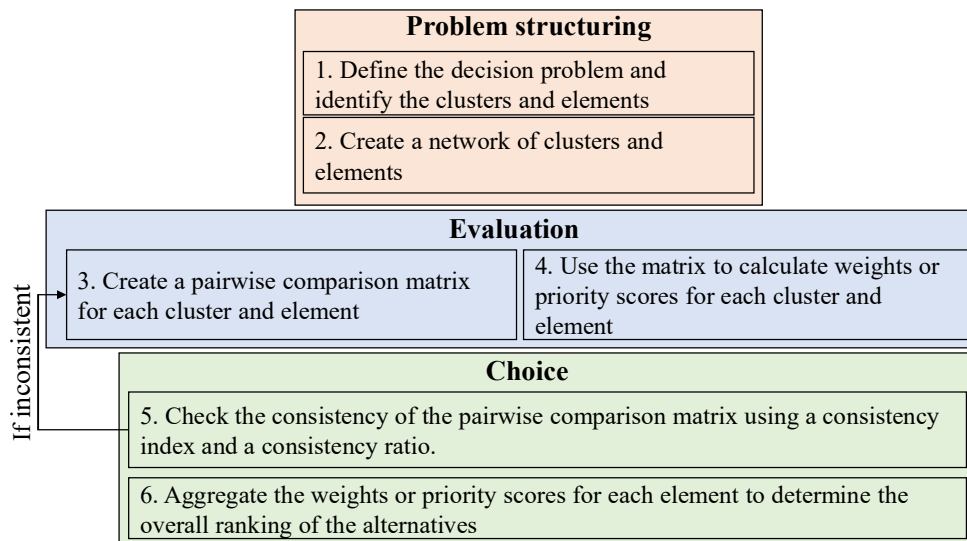 Problem structuring
1. Define the decision problem and
identify the clusters and elements
2. Create a network of clusters and
elements
Evaluation
3. Create a pairwise comparison matrix
for each cluster and element
4. Use the matrix to calculate weights or
priority scores for each cluster and
element
If inconsistent
Choice
5. Check the consistency of the pairwise comparison matrix using a consistency
index and a consistency ratio.
6. Aggregate the weights or priority scores for each element to determine the
overall ranking of the alternatives